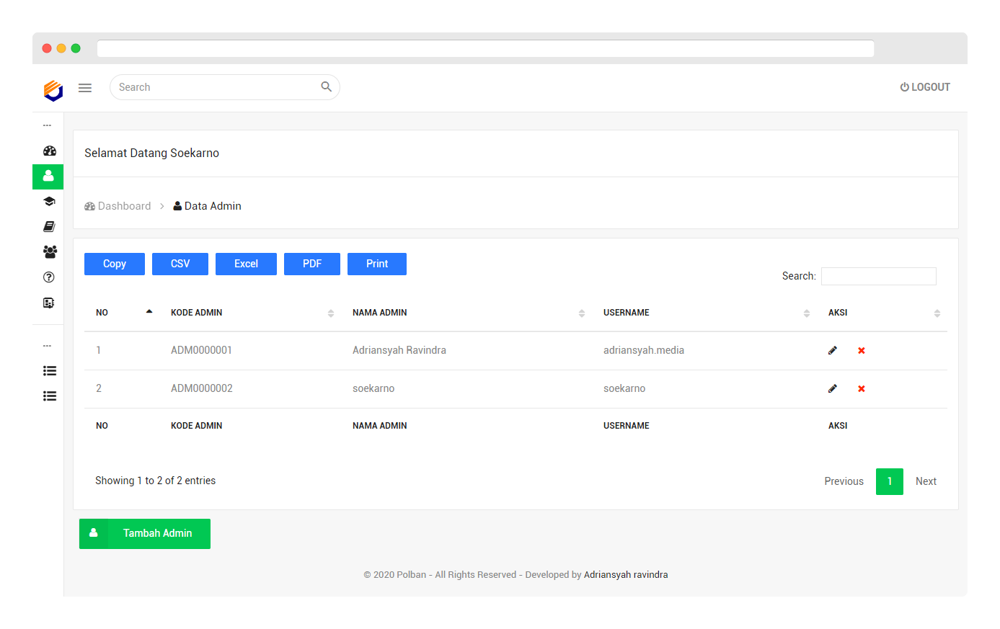 Search
LOGOUT
...
Selamat Datang Soekarno
Dashboard > Data Admin
Copy CSV Excel PDF Print
Search:
NO KODE ADMIN NAMA ADMIN USERNAME AKSI
1 ADM0000001 Adriansyah Ravindra adriansyah.media
2 ADM0000002 soekarno soekarno
NO KODE ADMIN NAMA ADMIN USERNAME AKSI
...
Showing 1 to 2 of 2 entries
Previous 1 Next
Tambah Admin
© 2020 Polban - All Rights Reserved - Developed by Adriansyah ravindra